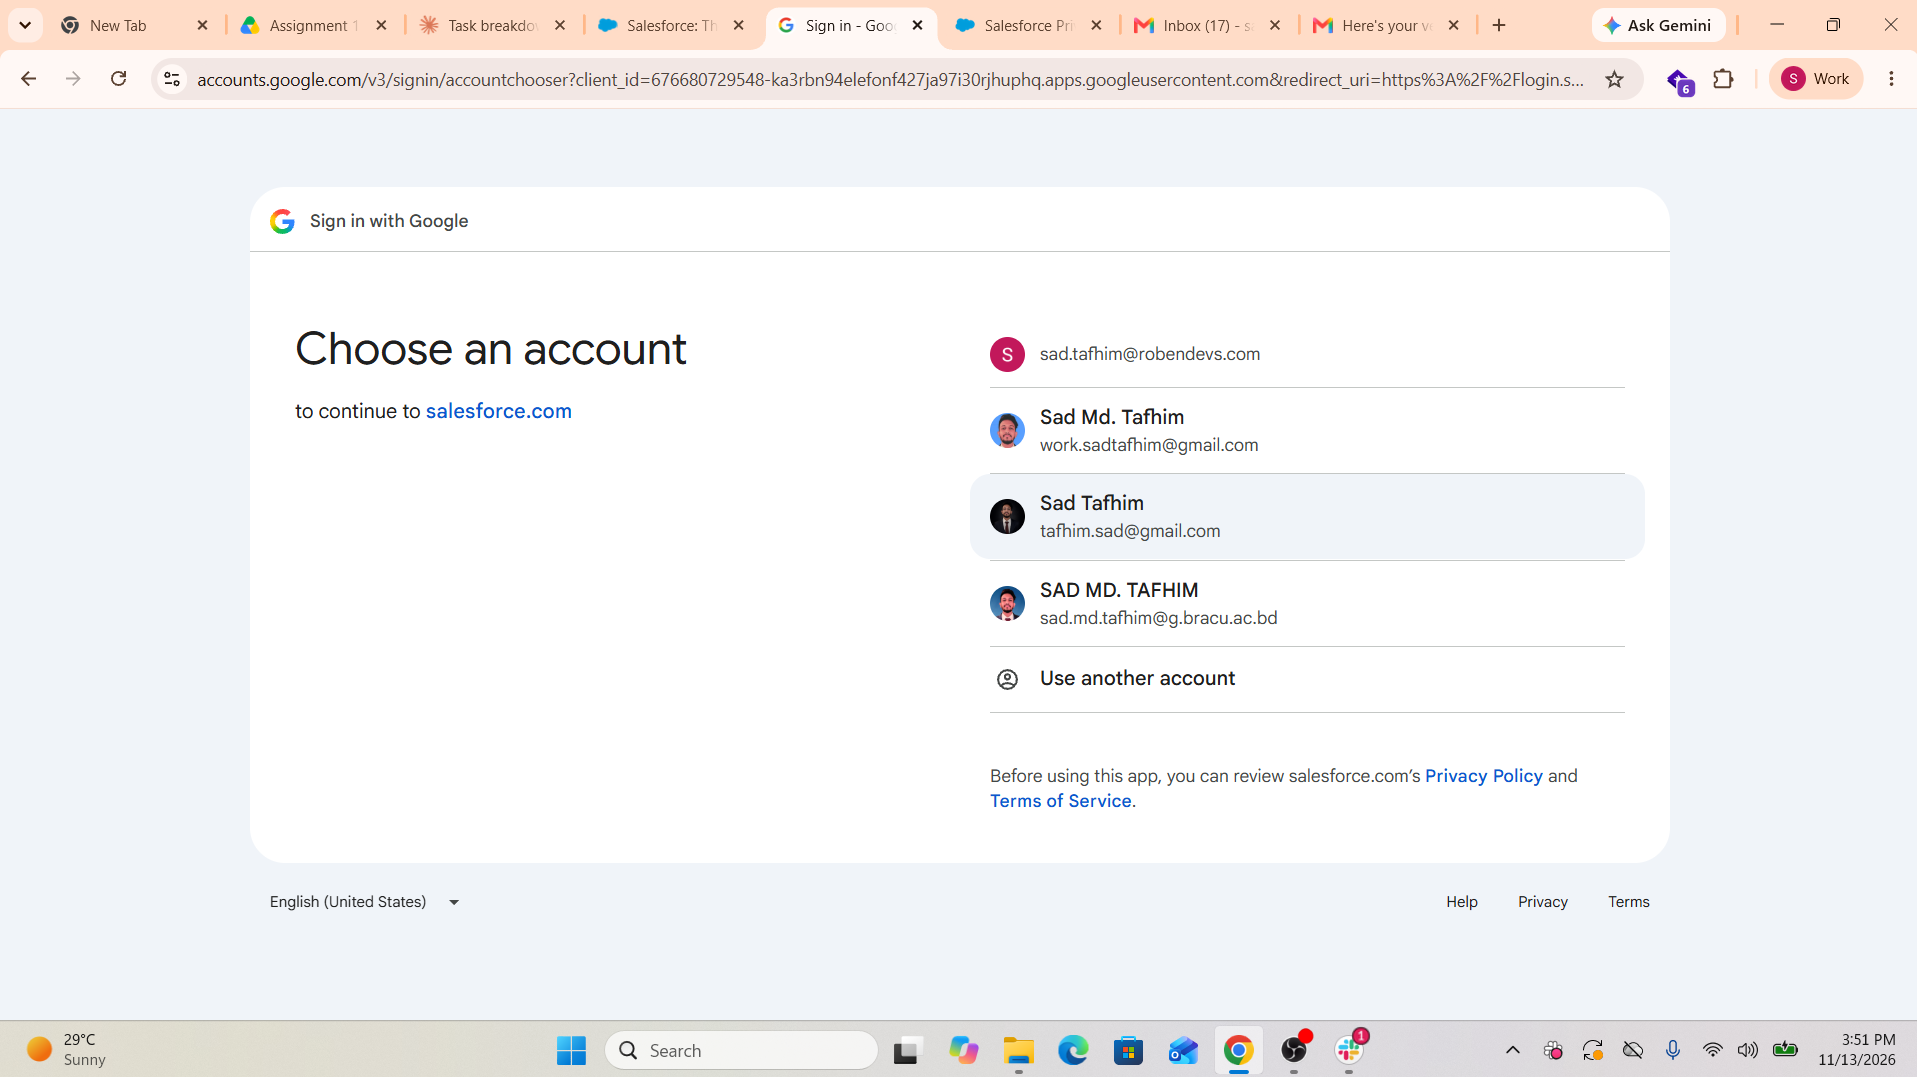 New Tab
Assignment 1
Task breakdo
Salesforce: Th
Sign in - Goo
Salesforce Pri
Inbox (17) - s
Here's your v
Ask Gemini
accounts.google.com/v3/signin/accountchooser?client_id=676680729548-ka3rbn94elefonf427ja97i30rjhuphq.apps.googleusercontent.com&redirect_uri=https%3A%2F%2Flogin.s...
6
S Work
Sign in with Google
Choose an account
to continue to salesforce.com
S sad.tafhim@robendevs.com
Sad Md. Tafhim
work.sadtafhim@gmail.com
Sad Tafhim
tafhim.sad@gmail.com
SAD MD. TAFHIM
sad.md.tafhim@g.bracu.ac.bd
Use another account
Before using this app, you can review salesforce.com's Privacy Policy and
Terms of Service.
English (United States)
Help Privacy Terms
29°C
Sunny
Search
1
3:51 PM
11/13/2026